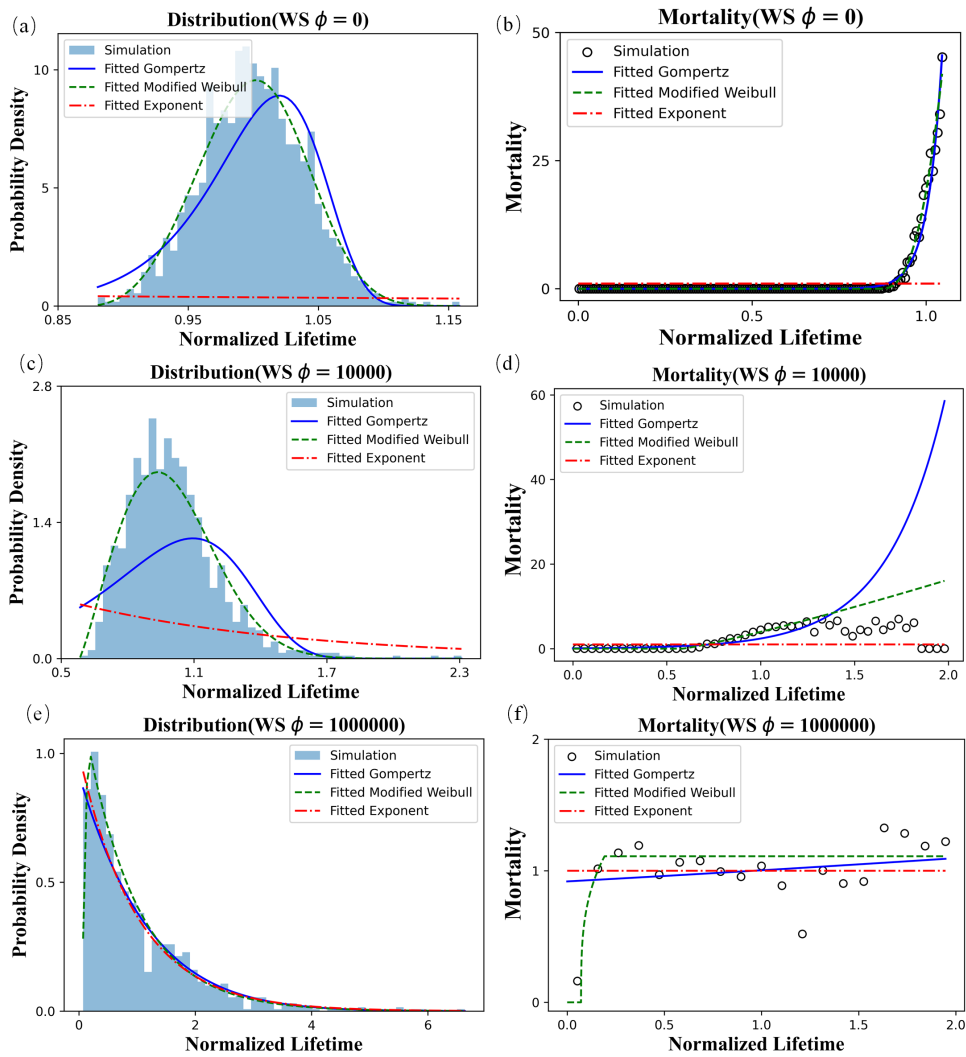 (a)
Distribution(WS ϕ = 0)
Probability Density
10
5
0
Simulation
Fitted Gompertz
Fitted Modified Weibull
Fitted Exponent
0.85
0.95
1.05
1.15
Normalized Lifetime
(b)
Mortality(WS ϕ = 0)
Mortality
50
25
0
Simulation
Fitted Gompertz
Fitted Modified Weibull
Fitted Exponent
0.0
0.5
1.0
Normalized Lifetime
(c)
Distribution(WS ϕ = 10000)
Probability Density
2.8
1.4
0.0
Simulation
Fitted Gompertz
Fitted Modified Weibull
Fitted Exponent
0.5
1.1
1.7
2.3
Normalized Lifetime
(d)
Mortality(WS ϕ = 10000)
Mortality
60
40
20
0
Simulation
Fitted Gompertz
Fitted Modified Weibull
Fitted Exponent
0.0
0.5
1.0
1.5
2.0
Normalized Lifetime
(e)
Distribution(WS ϕ = 1000000)
Probability Density
1.0
0.5
0.0
Simulation
Fitted Gompertz
Fitted Modified Weibull
Fitted Exponent
0
2
4
6
Normalized Lifetime
(f)
Mortality(WS ϕ = 1000000)
Mortality
2
1
0
Simulation
Fitted Gompertz
Fitted Modified Weibull
Fitted Exponent
0.0
0.5
1.0
1.5
2.0
Normalized Lifetime